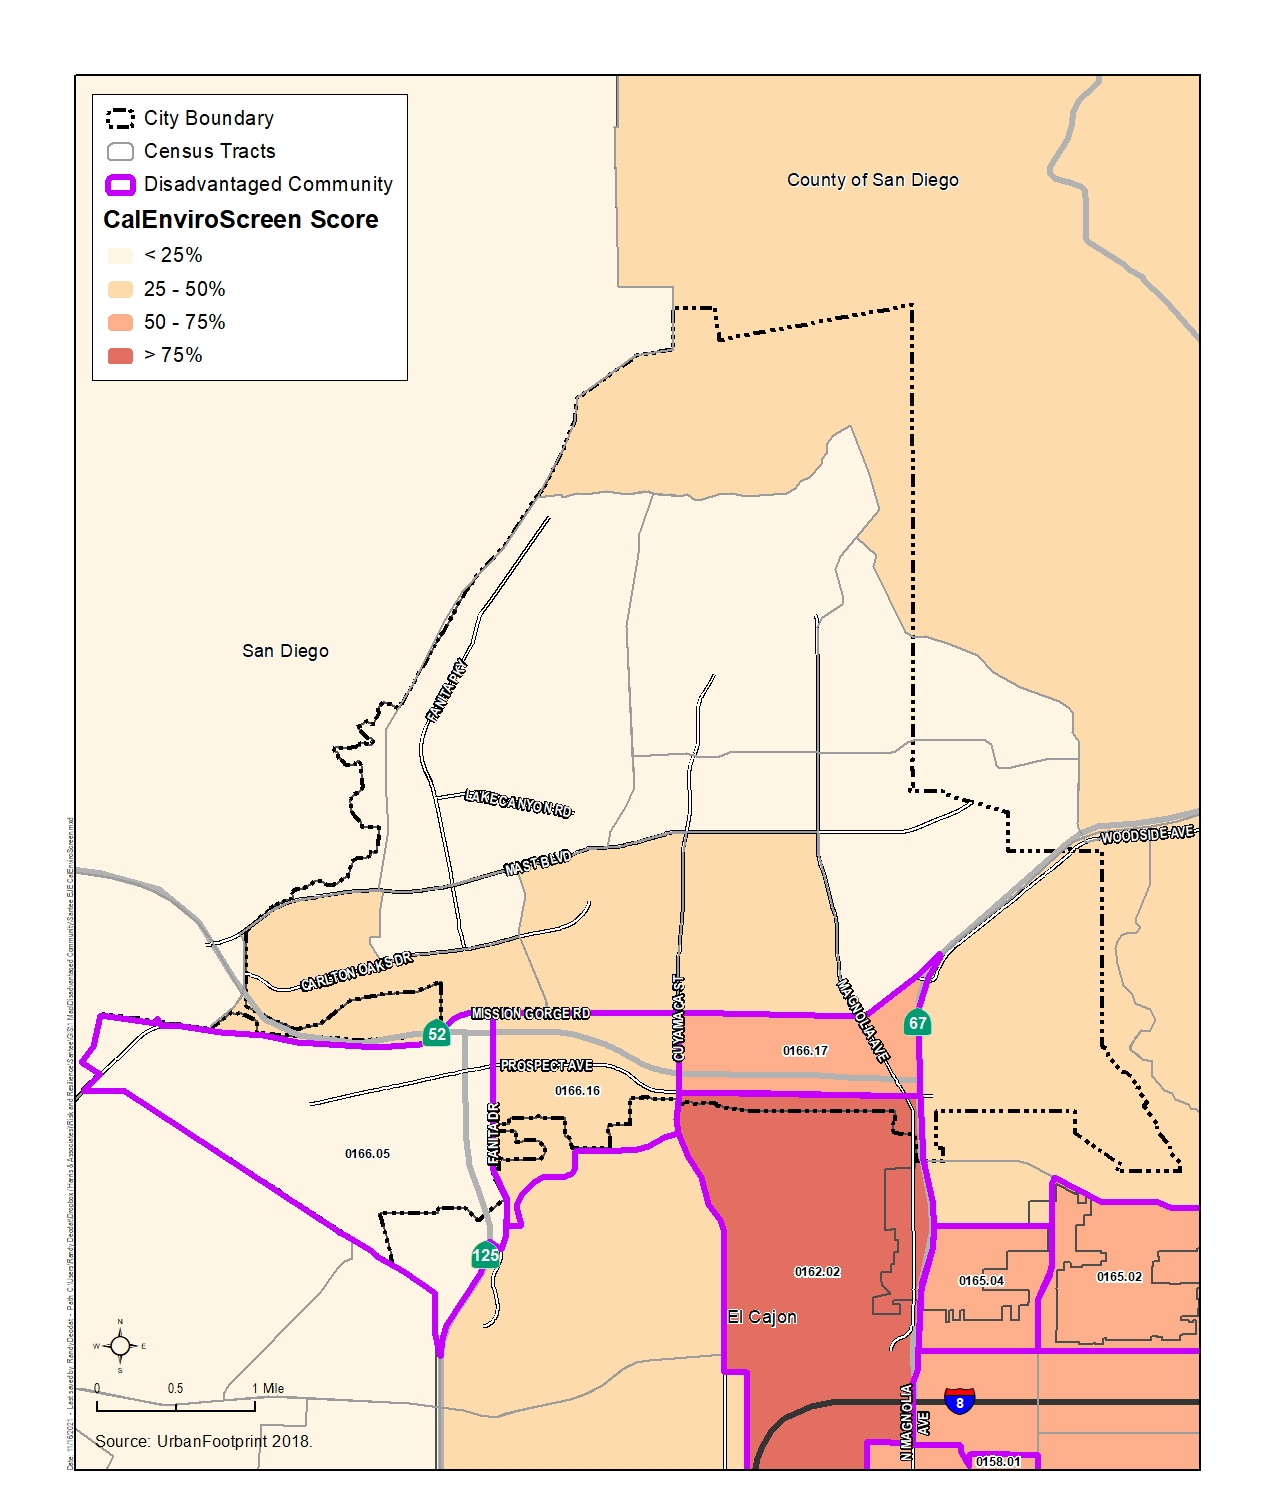 City Boundary
Census Tracts
Disadvantaged Community
CalEnviroScreen Score
< 25%
25 - 50%
50 - 75%
> 75%
County of San Diego
San Diego
FANITA PKY
LAKE CANYON RD
MAST BLVD
WOODSIDE AVE
CARLTON OAKS DR
MISSION GORGE RD
CUYAMACA ST
MAGNOLIA AVE
52
67
0166.17
PROSPECT AVE
0166.16
FANITA DR
0166.05
125
0162.02
0165.04
0165.02
El Cajon
N
W E
S
0 0.5 1 Mile
8
N MAGNOLIA
AVE
Source: UrbanFootprint 2018.
0158.01